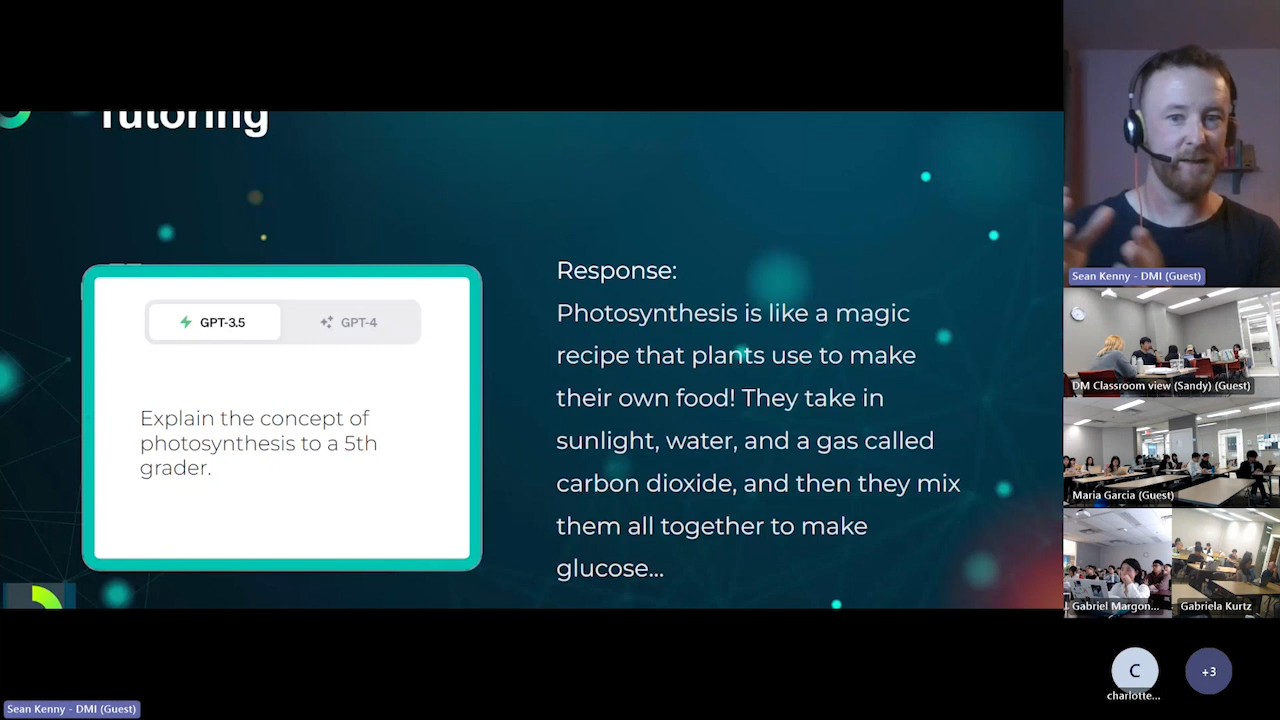 Tutoring
GPT-3.5
GPT-4
Explain the concept of
photosynthesis to a 5th
grader.
Response:
Photosynthesis is like a magic
recipe that plants use to make
their own food! They take in
sunlight, water, and a gas called
carbon dioxide, and then they mix
them all together to make
glucose...
Sean Kenny - DMI (Guest)
DM Classroom view (Sandy) (Guest)
Maria Garcia (Guest)
Gabriel Margon...
Gabriela Kurtz
C
charlotte...
+3
Sean Kenny - DMI (Guest)